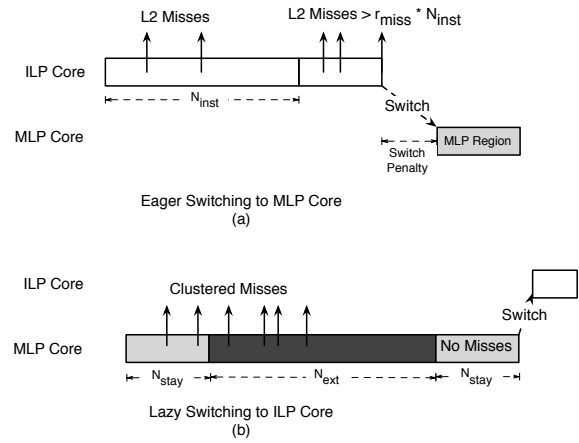 L2 Misses
L2 Misses > r_miss * N_inst
ILP Core
N_inst
Switch
MLP Core
MLP Region
Switch
Penalty
Eager Switching to MLP Core
(a)
ILP Core
Clustered Misses
Switch
MLP Core
No Misses
N_stay
N_ext
N_stay
Lazy Switching to ILP Core
(b)